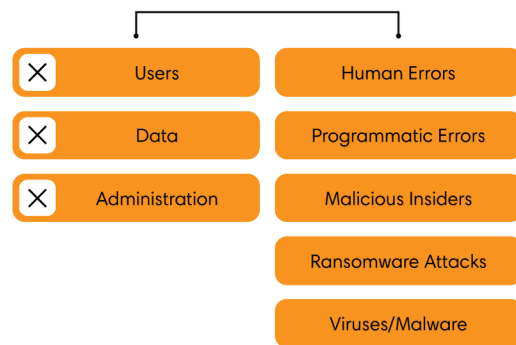 Users
Data
Administration
Human Errors
Programmatic Errors
Malicious Insiders
Ransomware Attacks
Viruses/Malware